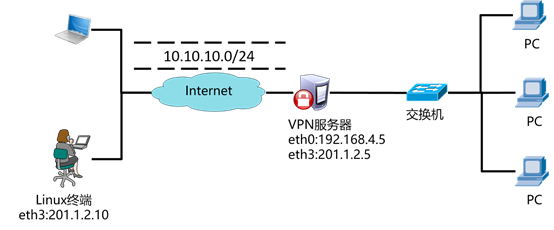 10.10.10.0/24
Internet
VPN服务器
eth0:192.168.4.5
eth3:201.1.2.5
交换机
PC
PC
PC
Linux终端
eth3:201.1.2.10